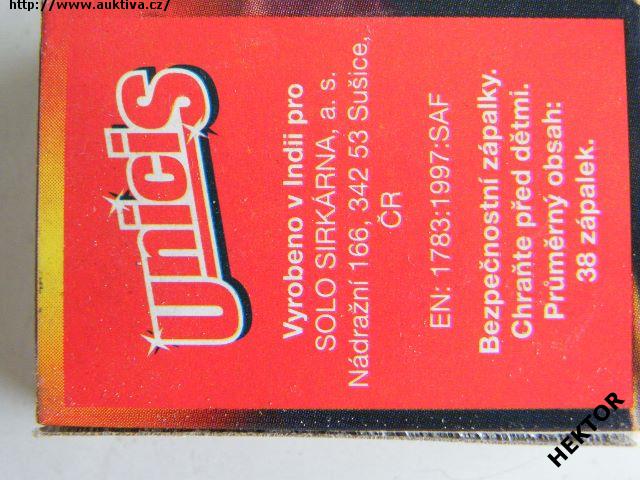 http://www.auktiva.cz/
unicis
Vyrobeno v Indii pro
SOLO SIRKÁRNA, a. s.
Nádražní 166, 342 53 Sušice,
ČR
EN: 1783:1997:SAF
Bezpečnostní zápalky.
Chraňte před dětmi.
Průměrný obsah:
38 zápalek.
HEKTOR